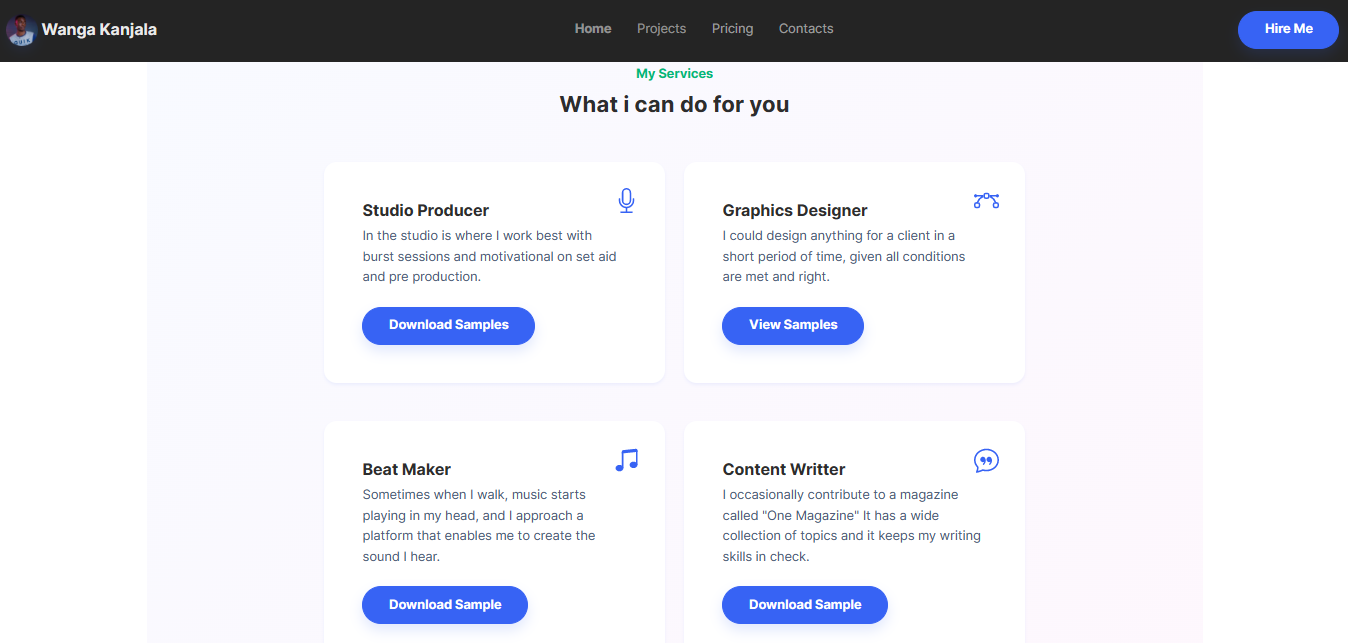 Wanga Kanjala
Home Projects Pricing Contacts
Hire Me
My Services
What i can do for you
Studio Producer
In the studio is where I work best with
burst sessions and motivational on set aid
and pre production.
Download Samples
Graphics Designer
I could design anything for a client in a
short period of time, given all conditions
are met and right.
View Samples
Beat Maker
Sometimes when I walk, music starts
playing in my head, and I approach a
platform that enables me to create the
sound I hear.
Download Sample
Content Writter
I occasionally contribute to a magazine
called "One Magazine" It has a wide
collection of topics and it keeps my writing
skills in check.
Download Sample